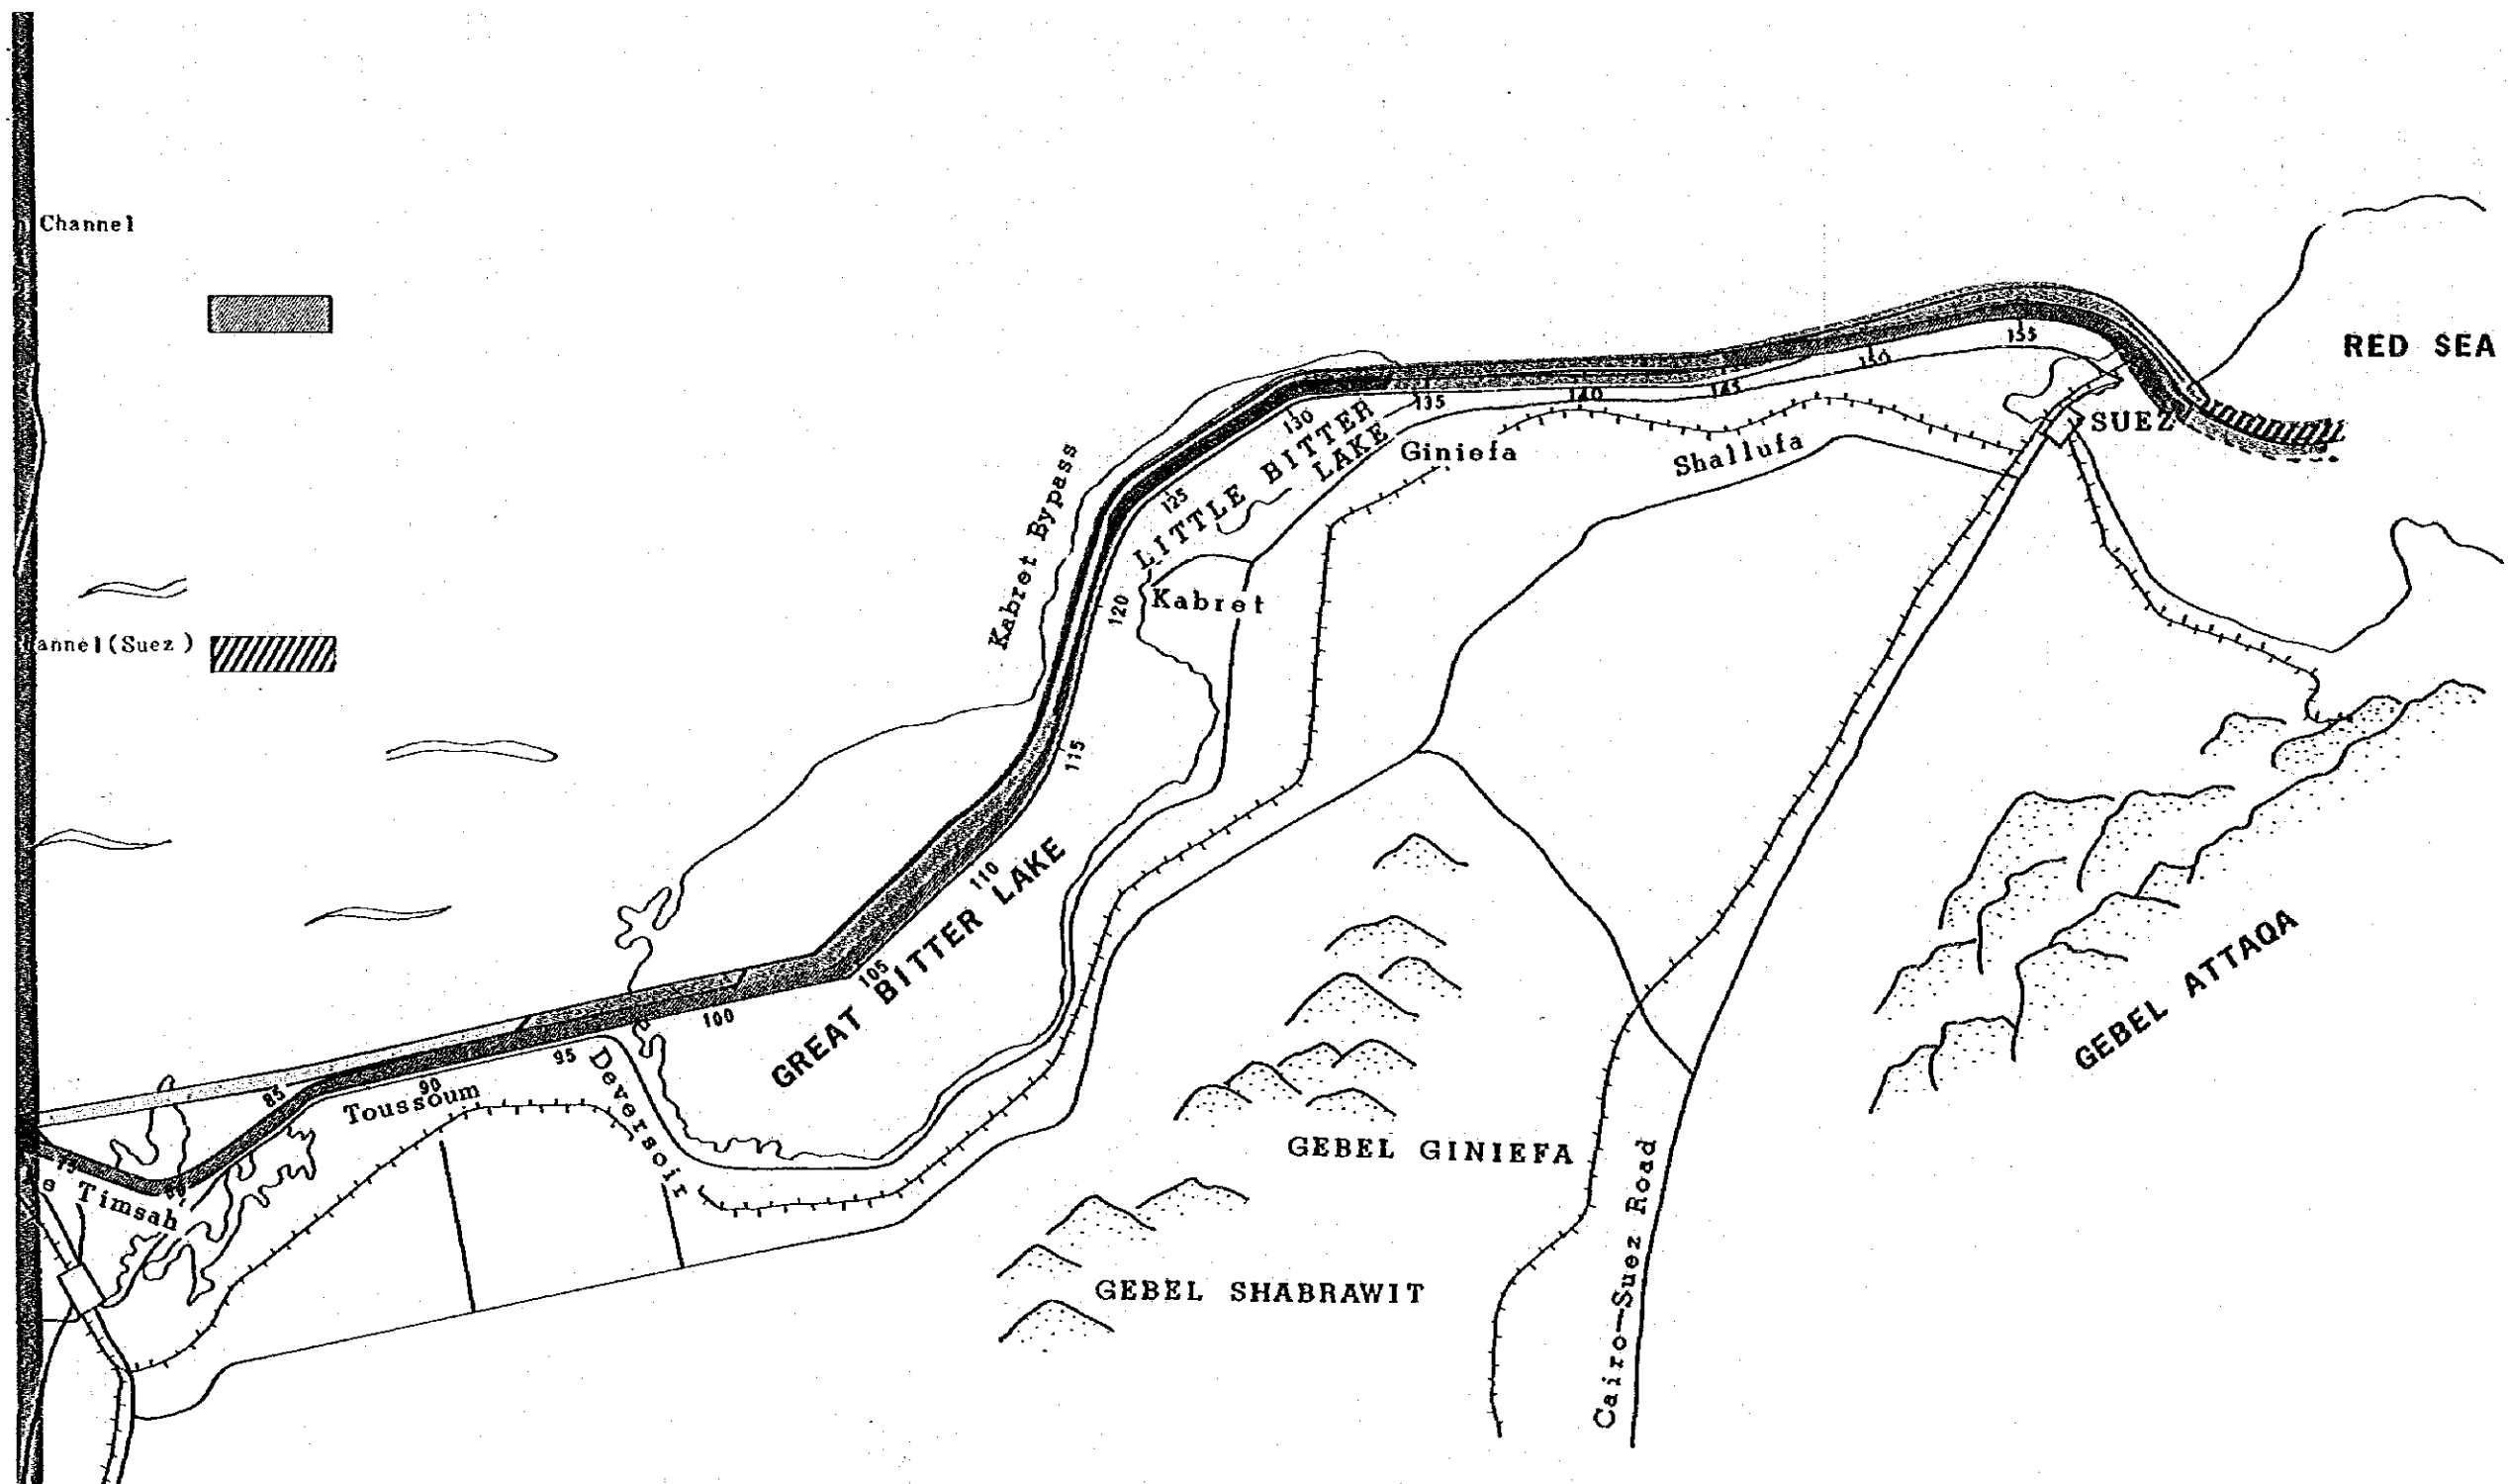 Channel
annel(Suez)
RED SEA
155
150
145
140
135
130
125
120
115
110
105
100
95
90
85
80
75
SUEZ
Shallufa
Giniefa
LITTLE BITTER
LAKE
Kabret Bypass
Kabret
GREAT BITTER LAKE
Deversoir
Toussoum
e Timsah
GEBEL ATTAQA
GEBEL GINIEFA
GEBEL SHABRAWIT
Cairo—Suez Road